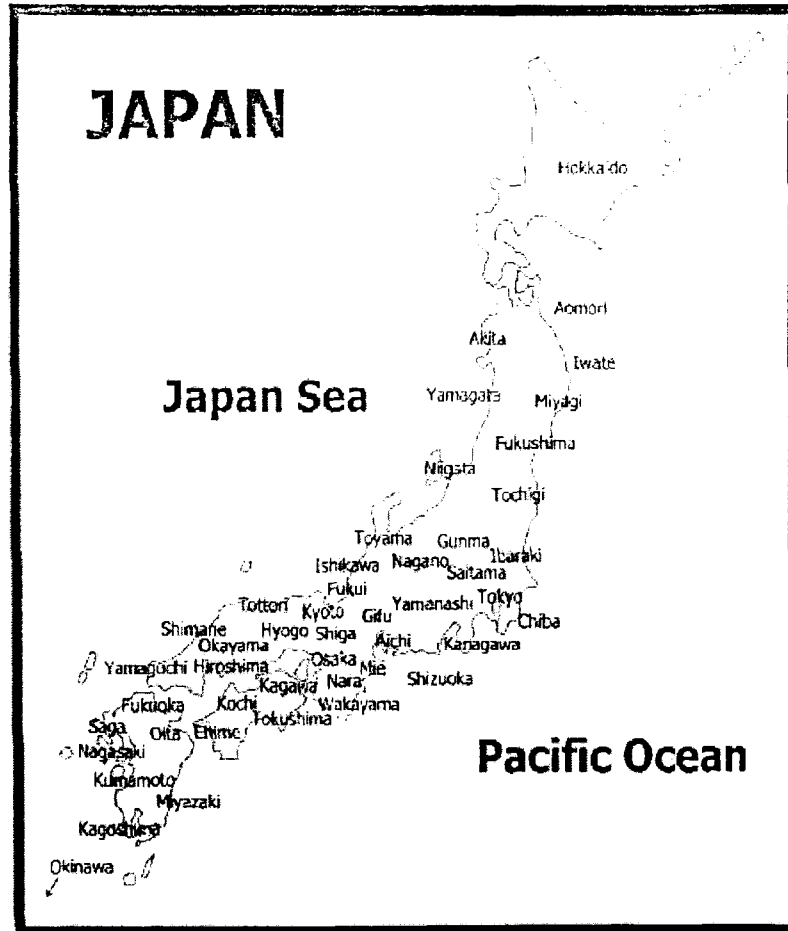 JAPAN
Hokkaido
Aomori
Akita
Iwate
Japan Sea
Yamagata
Miyagi
Fukushima
Niigata
Tochigi
Toyama
Gunma
Ishikawa
Nagano
Ibaraki
Saitama
Fukui
Tottori
Kyoto
Gifu
Yamanashi
Tokyo
Chiba
Shimane
Hyogo
Shiga
Aichi
Kanagawa
Okayama
Yamaguchi
Hiroshima
Osaka
Mie
Shizuoka
Kagawa
Nara
Fukuoka
Kochi
Wakayama
Tokushima
Saga
Oita
Ehime
Nagasaki
Pacific Ocean
Kumamoto
Miyazaki
Kagoshima
Okinawa